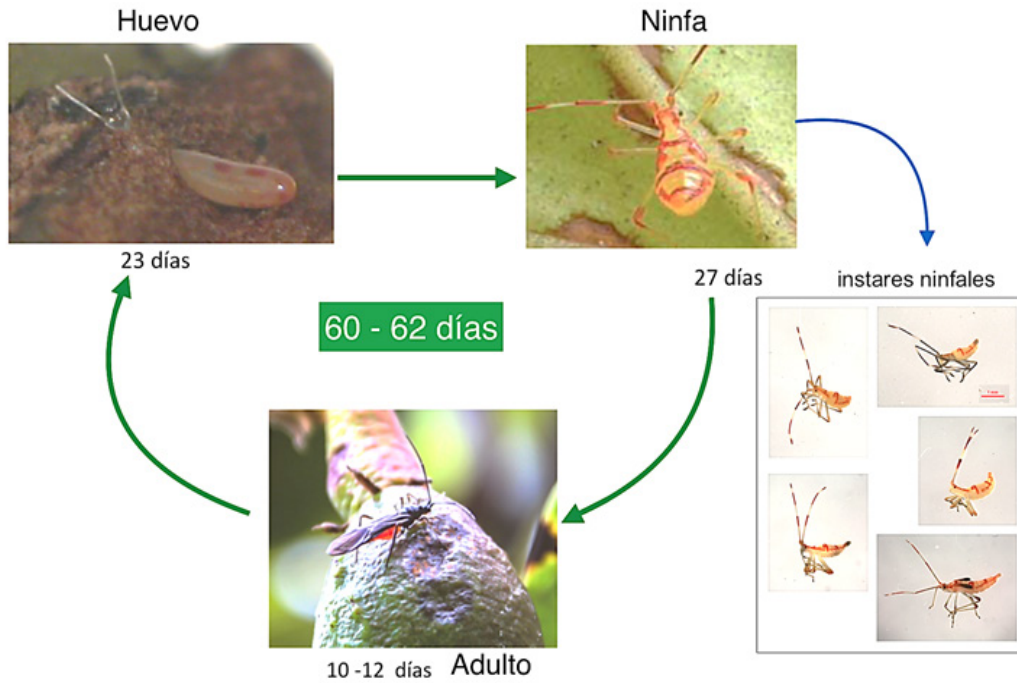 Huevo
Ninfa
23 días
27 días
instares ninfales
60 - 62 días
10 -12 días
Adulto